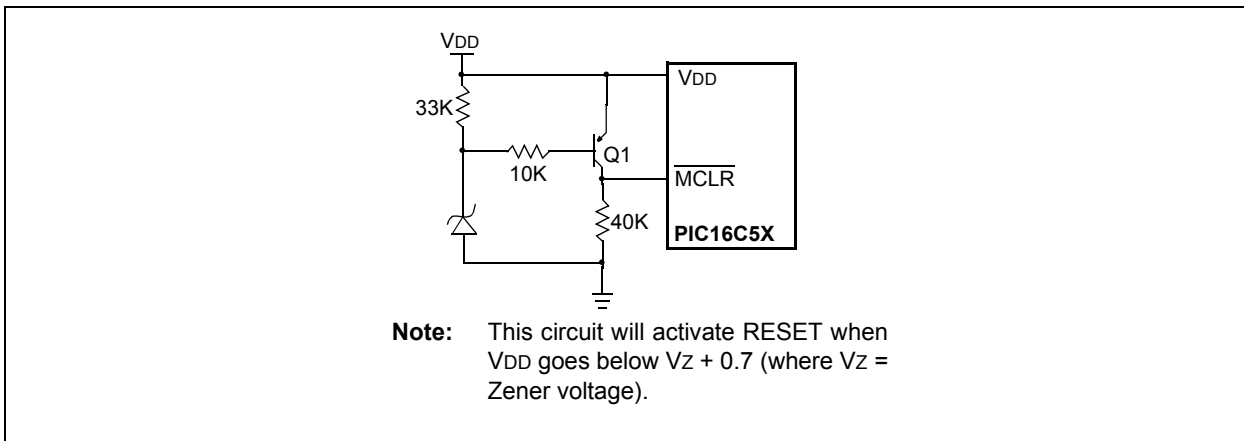 VDD
VDD
33K
Q1
10K
MCLR
40K
PIC16C5X
Note: This circuit will activate RESET when
VDD goes below VZ + 0.7 (where VZ =
Zener voltage).